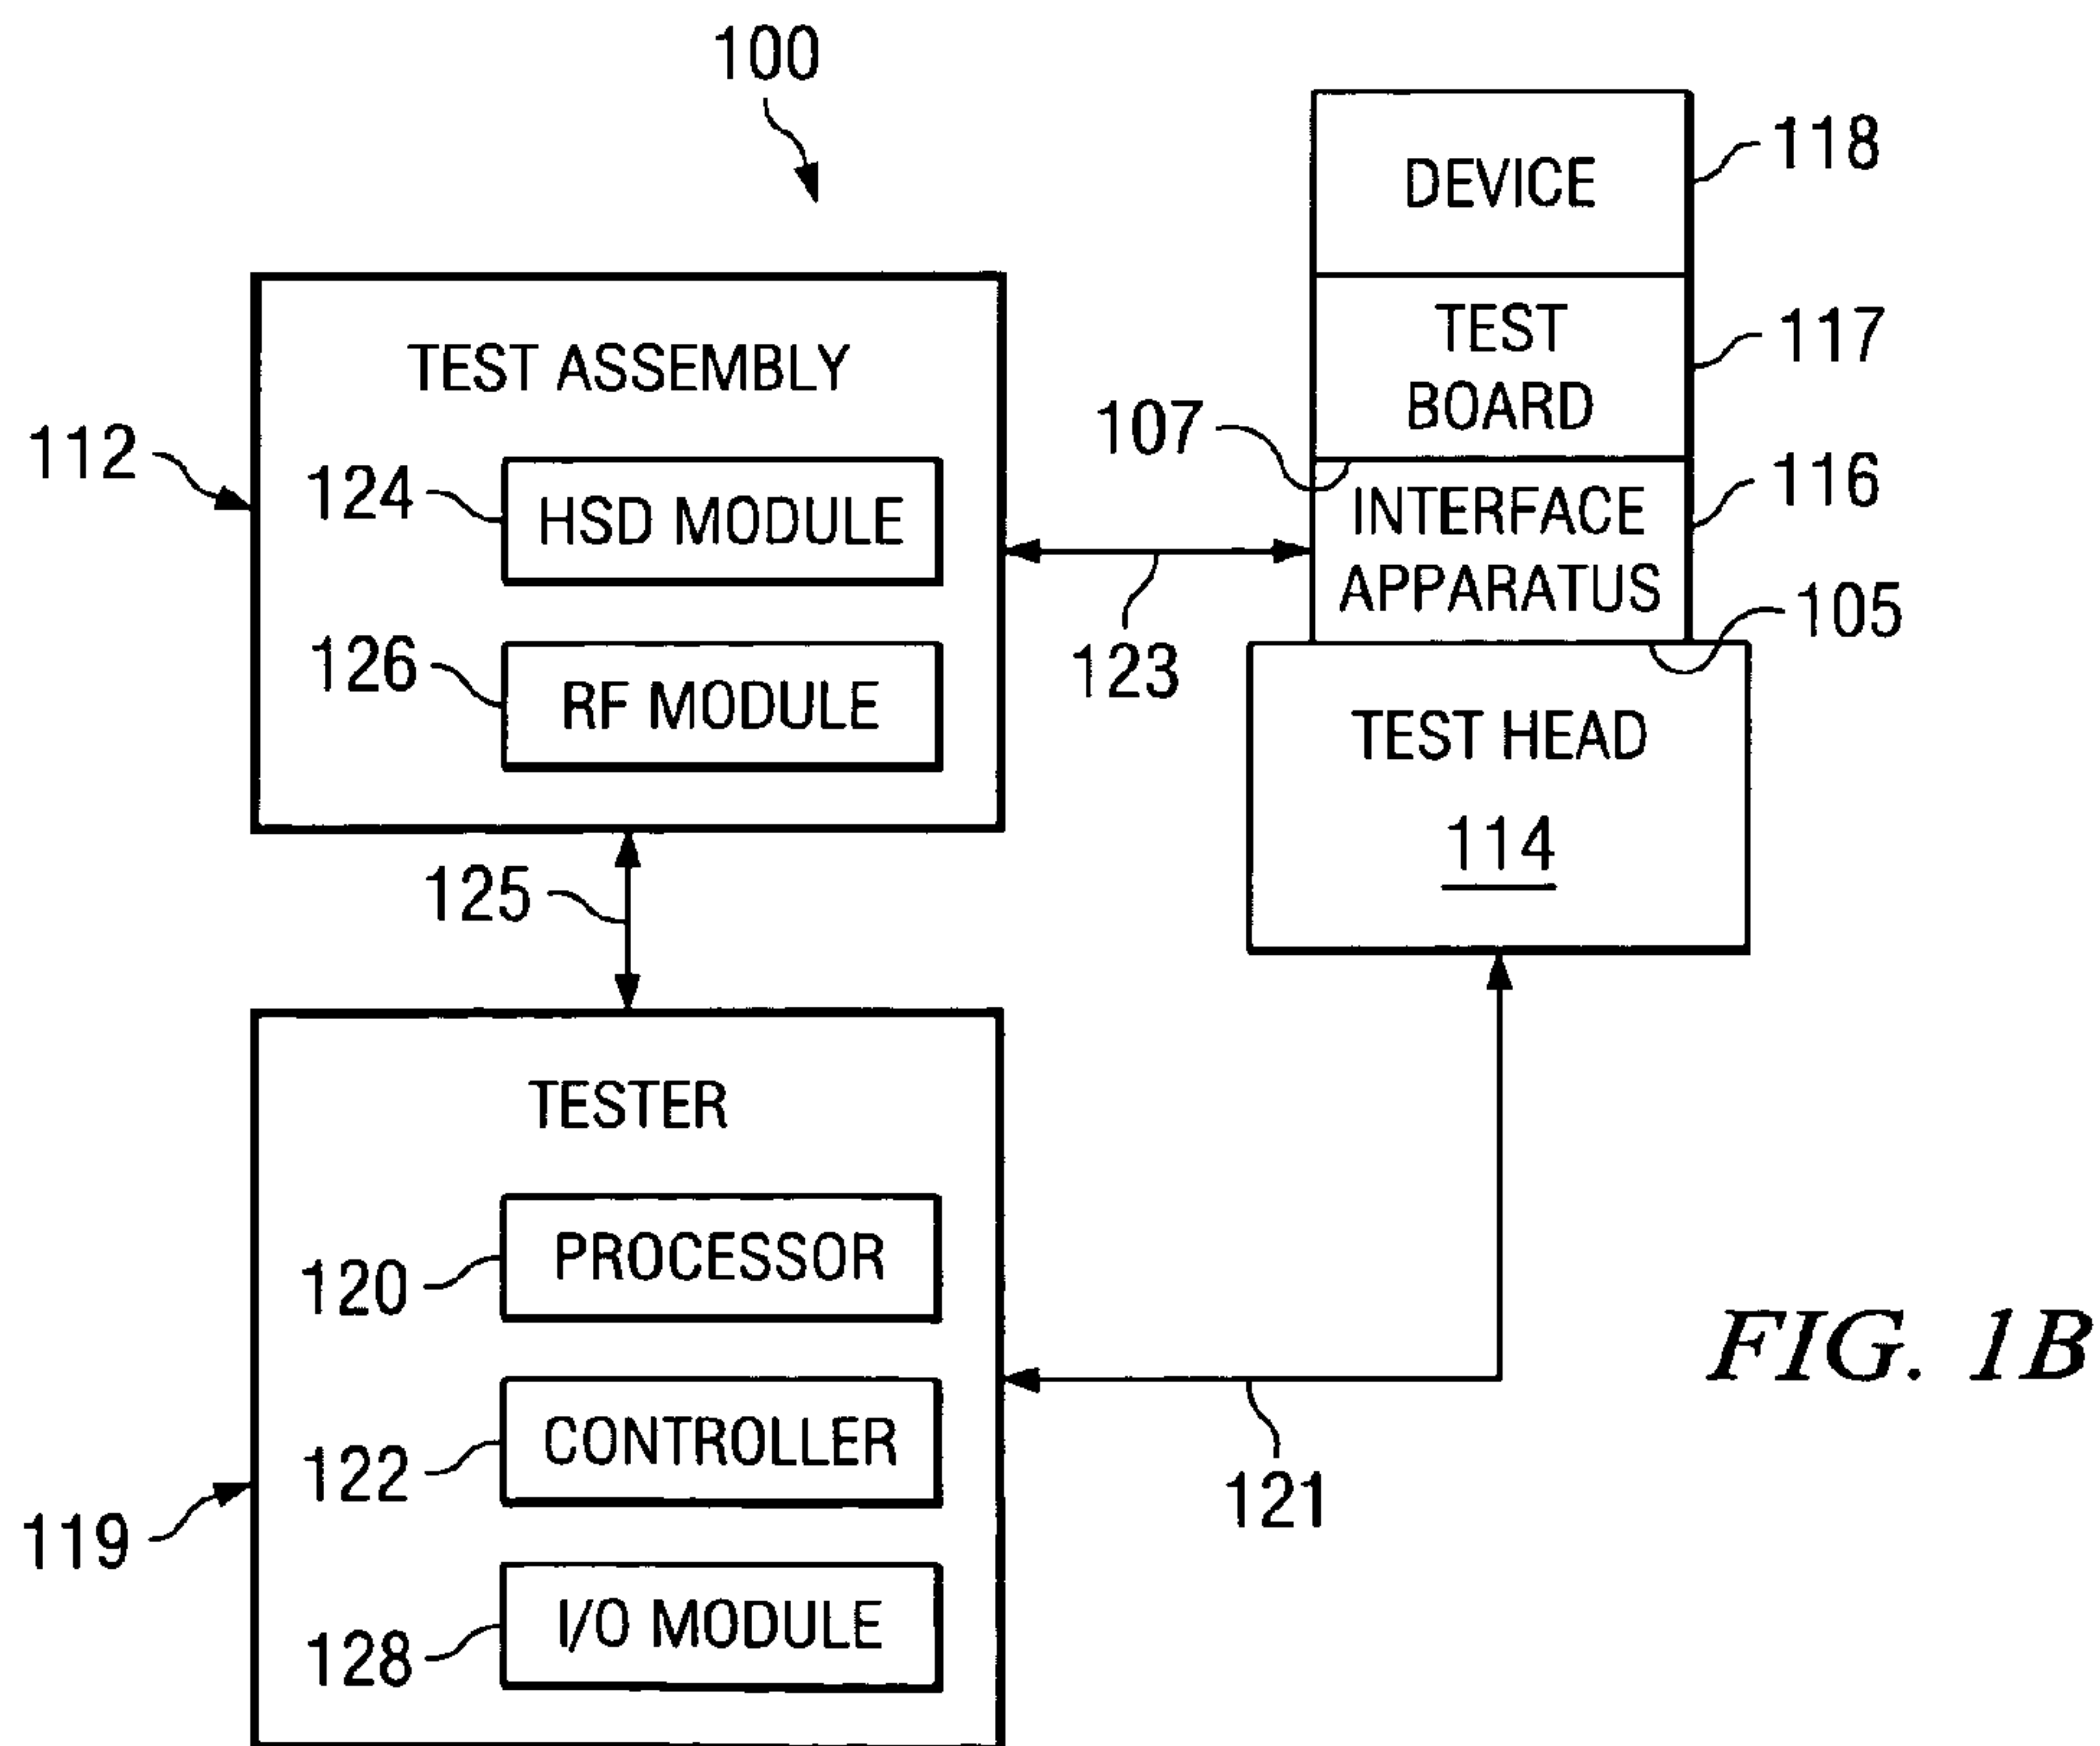 100
DEVICE
118
TEST
BOARD
117
107
INTERFACE
APPARATUS
116
105
TEST ASSEMBLY
112
124
HSD MODULE
126
RF MODULE
123
TEST HEAD
114
125
TESTER
120
PROCESSOR
122
CONTROLLER
119
128
I/O MODULE
121
FIG. 1B